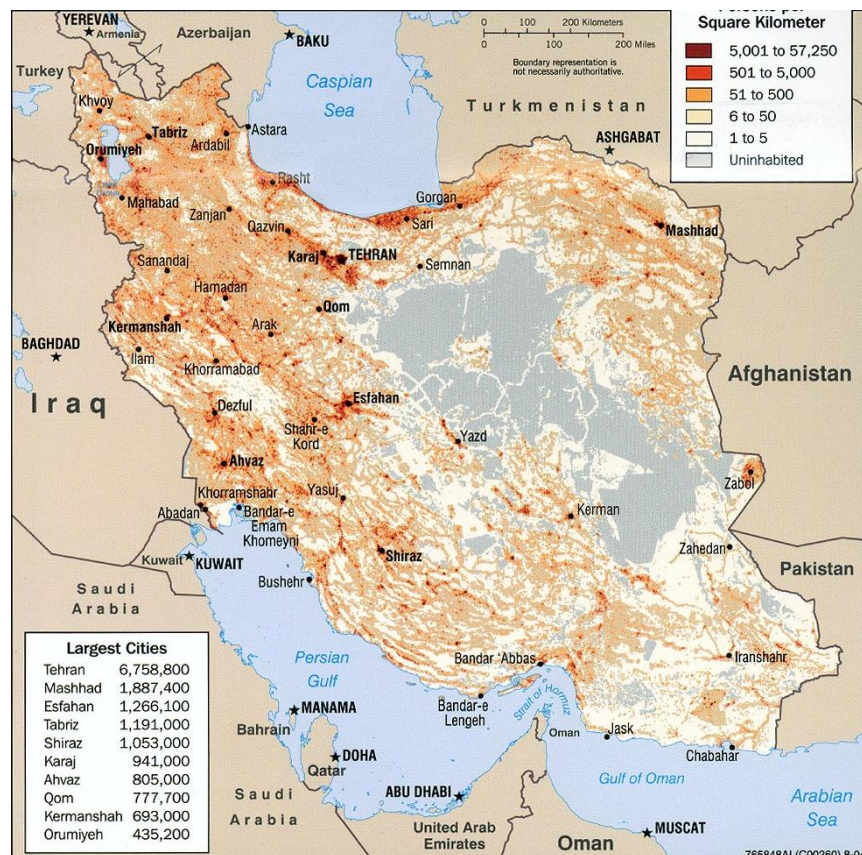 Persons per
Square Kilometer
5,001 to 57,250
501 to 5,000
51 to 500
6 to 50
1 to 5
Uninhabited
0 100 200 Kilometers
0 100 200 Miles
Boundary representation is
not necessarily authoritative.
YEREVAN
Armenia
Azerbaijan
BAKU
Turkey
Caspian
Sea
Turkmenistan
ASHGABAT
Khvoy
Tabriz
Ardabil
Astara
Orumiyeh
Mahabad
Rasht
Zanjan
Qazvin
Gorgan
Sari
Mashhad
Karaj
TEHRAN
Semnan
Sanandaj
Hamadan
Qom
Kermanshah
Arak
BAGHDAD
Ilam
Khorramabad
Iraq
Afghanistan
Dezful
Esfahan
Shahr-e
Kord
Yazd
Ahvaz
Zabol
Khorramshahr
Yasuj
Abadan
Bandar-e
Emam
Khomeyni
Kerman
Kuwait
KUWAIT
Shiraz
Zahedan
Pakistan
Saudi
Arabia
Bushehr
Persian
Gulf
Bandar 'Abbas
Iranshahr
Strait of Hormuz
MANAMA
Bahrain
Bandar-e
Lengeh
Oman
Jask
Chabahar
DOHA
Qatar
Gulf of Oman
Saudi
Arabia
ABU DHABI
United Arab
Emirates
Oman
MUSCAT
Arabian
Sea
Largest Cities
Tehran 6,758,800
Mashhad 1,887,400
Esfahan 1,266,100
Tabriz 1,191,000
Shiraz 1,053,000
Karaj 941,000
Ahvaz 805,000
Qom 777,700
Kermanshah 693,000
Orumiyeh 435,200